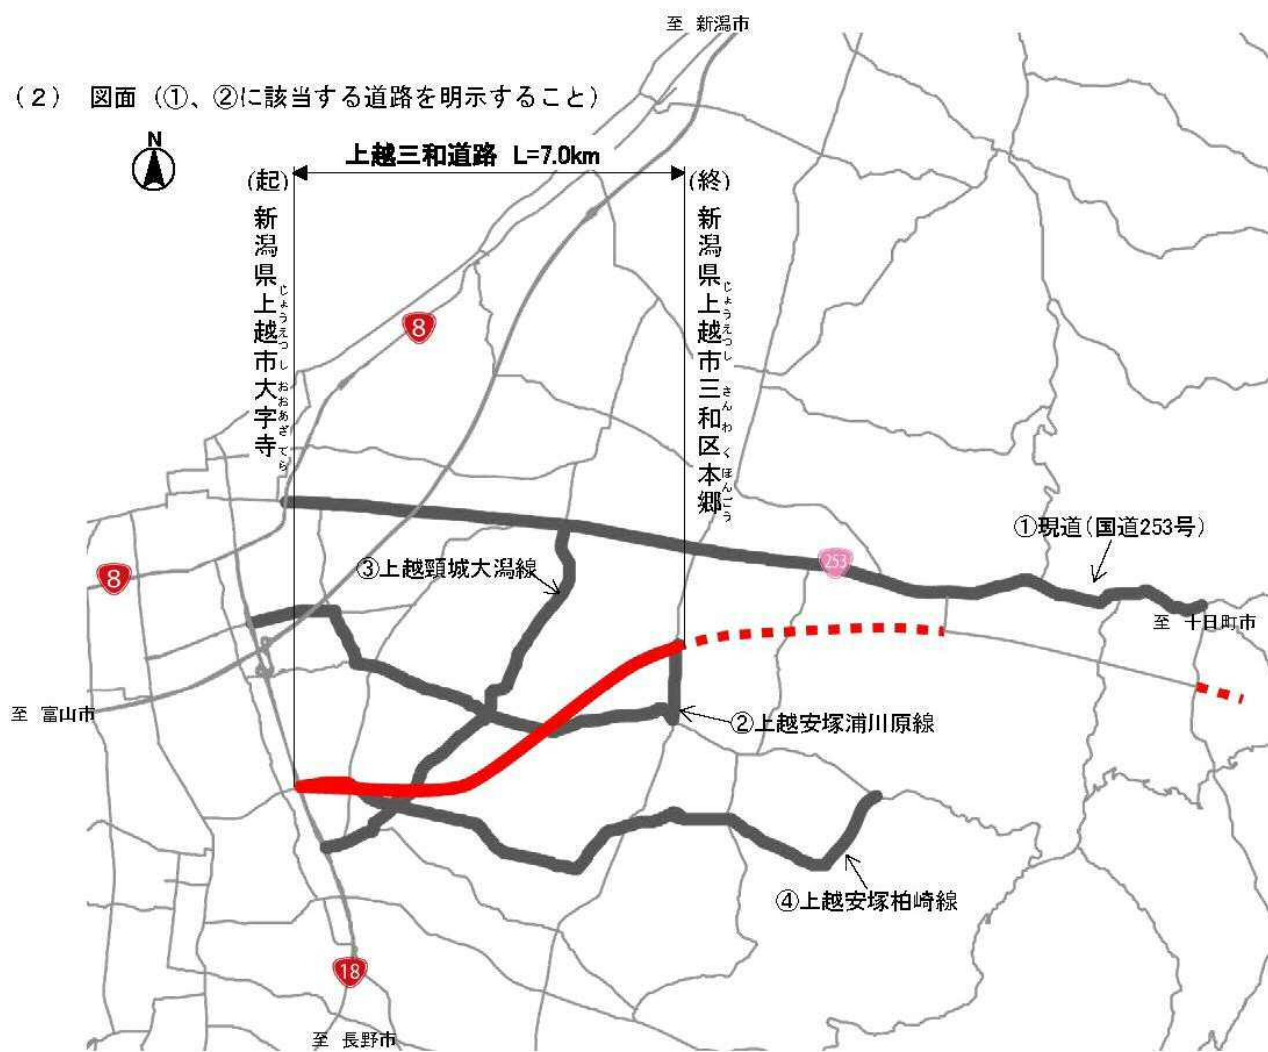 至 新潟市
(2) 図面 (①、②に該当する道路を明示すること)
N
上越三和道路 L=7.0km
(起)
(終)
新潟県上越市大字寺
じょうえつし おおあざ てら
新潟県上越市三和区本郷
じょうえつし さんわく ほんごう
8
①現道(国道253号)
③上越頸城大潟線
253
8
至 十日町市
至 富山市
②上越安塚浦川原線
④上越安塚柏崎線
18
至 長野市